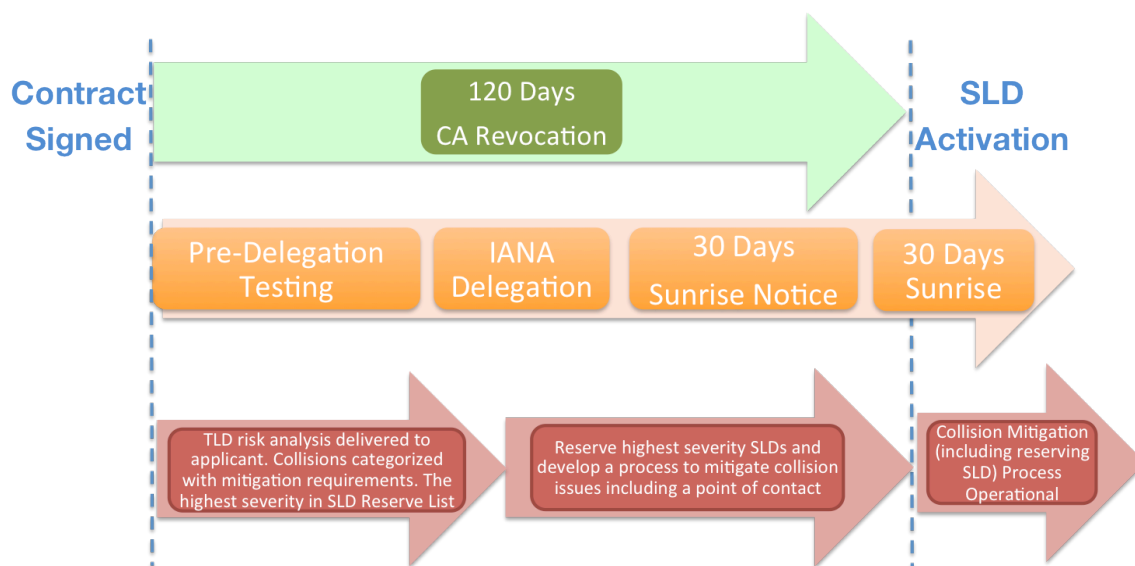 Contract
Signed
120 Days
CA Revocation
SLD
Activation
Pre-Delegation
Testing
IANA
Delegation
30 Days
Sunrise Notice
30 Days
Sunrise
TLD risk analysis delivered to
applicant. Collisions categorized
with mitigation requirements. The
highest severity in SLD Reserve List
Reserve highest severity SLDs and
develop a process to mitigate collision
issues including a point of contact
Collision Mitigation
(including reserving
SLD) Process
Operational